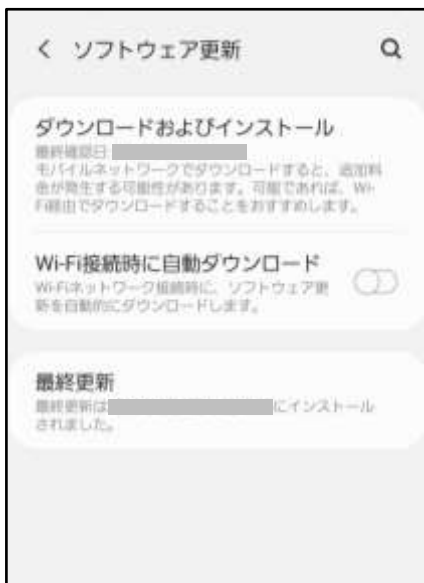 ソフトウェア更新
ダウンロードおよびインストール
最終確認日
モバイルネットワークでダウンロードすると、追加料
金が発生する可能性があります。可能であれば、Wi-
Fi経由でダウンロードすることをおすすめします。
Wi-Fi接続時に自動ダウンロード
Wi-Fiネットワーク接続時に、ソフトウェア更
新を自動的にダウンロードします。
最終更新
最終更新は にインストール
されました。